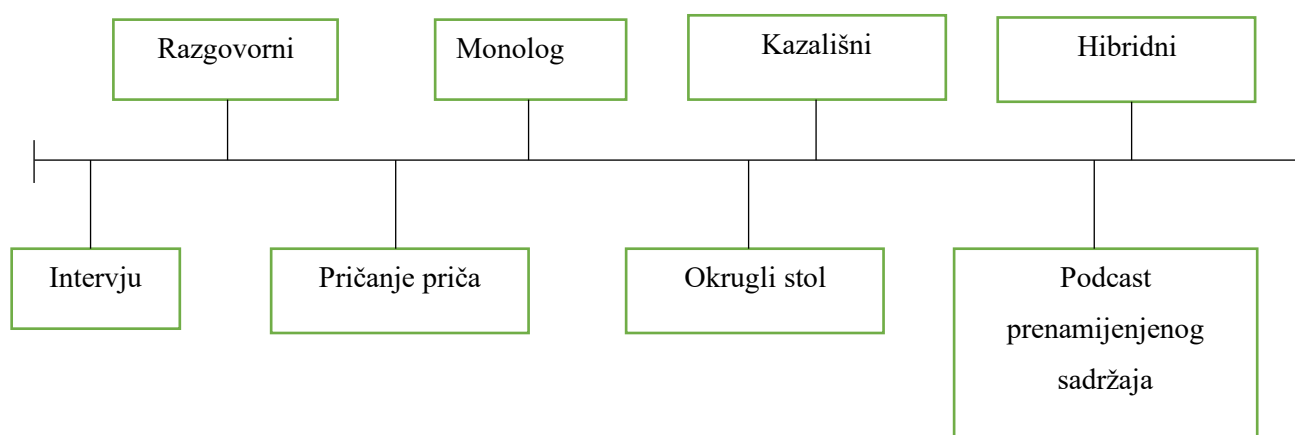 Razgovorni
Monolog
Kazališni
Hibridni
Intervju
Pričanje priča
Okrugli stol
Podcast
prenamijenjenog
sadržaja